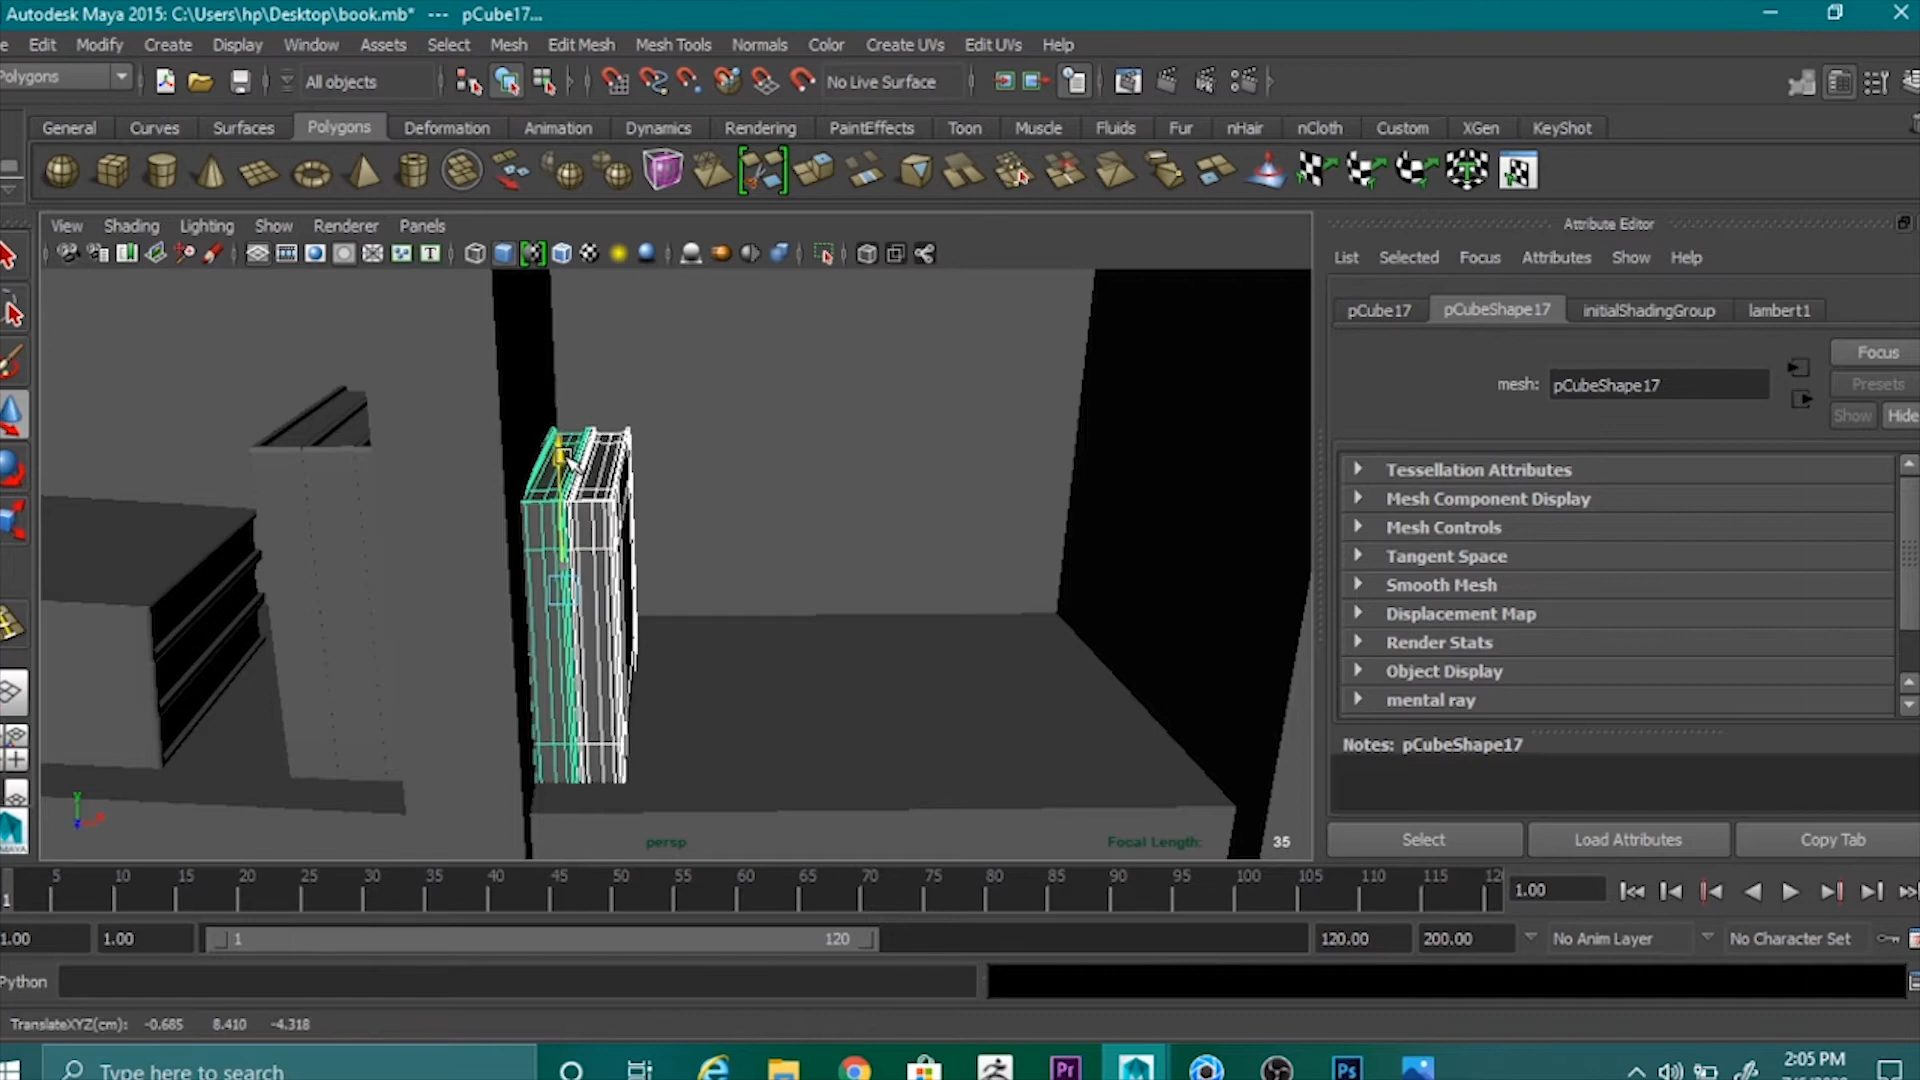 Autodesk Maya 2015: C:\Users\hp\Desktop\book.mb* --- pCube17...
e Edit Modify Create Display Window Assets Select Mesh Edit Mesh Mesh Tools Normals Color Create UVs Edit UVs Help
Polygons All objects No Live Surface
General Curves Surfaces Polygons Deformation Animation Dynamics Rendering PaintEffects Toon Muscle Fluids Fur nHair nCloth Custom XGen KeyShot
View Shading Lighting Show Renderer Panels
Attribute Editor
List Selected Focus Attributes Show Help
pCube17 pCubeShape17 initialShadingGroup lambert1
Focus
mesh: pCubeShape17
Presets
Show Hide
Tessellation Attributes
Mesh Component Display
Mesh Controls
Tangent Space
Smooth Mesh
Displacement Map
Render Stats
Object Display
mental ray
Notes: pCubeShape17
persp Focal Length: 35
Select Load Attributes Copy Tab
MAYA
y
5 10 15 20 25 30 35 40 45 50 55 60 65 70 75 80 85 90 95 100 105 110 115 12
1 1.00
1.00 1.00 1 120 120.00 200.00 No Anim Layer No Character Set
Python
TranslateXYZ(cm): -0.685 8.410 -4.318
Type here to search Pr Ps 2:05 PM